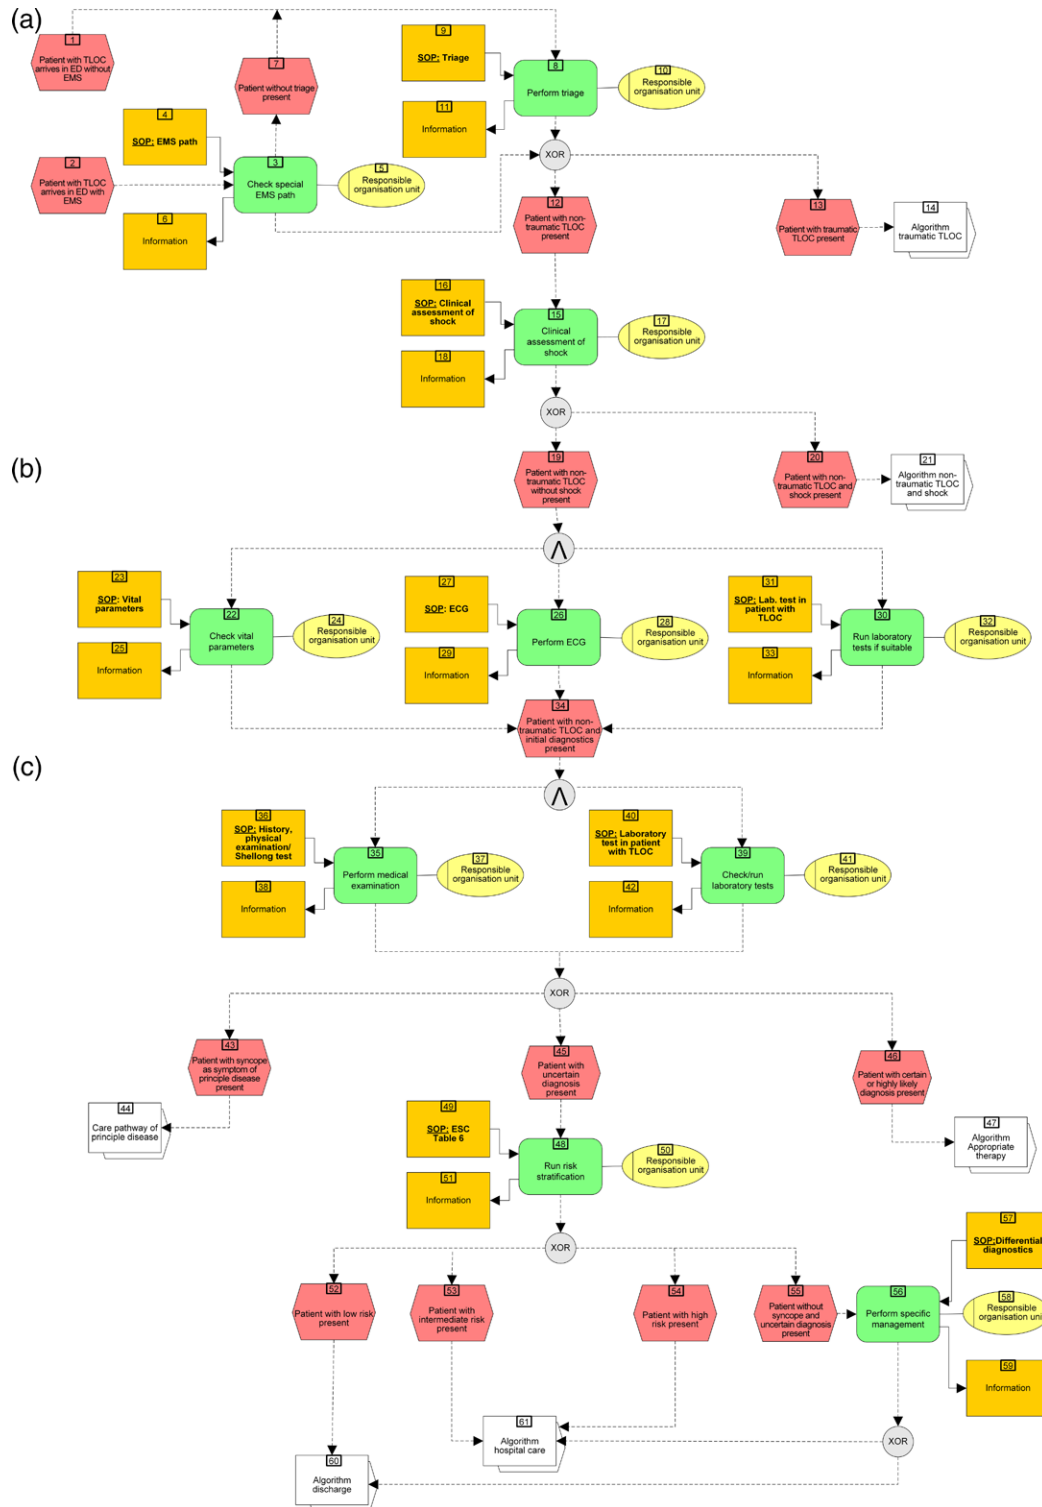 (a)
1
Patient with TLOC
arrives in ED without
EMS
7
Patient without triage
present
9
SOP: Triage
8
Perform triage
10
Responsible
organisation unit
11
Information
4
SOP: EMS path
3
Check special
EMS path
5
Responsible
organisation unit
2
Patient with TLOC
arrives in ED with
EMS
6
Information
XOR
12
Patient with non-
traumatic TLOC
present
13
Patient with traumatic
TLOC present
14
Algorithm
traumatic TLOC
16
SOP: Clinical
assessment of
shock
15
Clinical
assessment of
shock
17
Responsible
organisation unit
18
Information
XOR
(b)
19
Patient with non-
traumatic TLOC
without shock
present
20
Patient with non-
traumatic TLOC and
shock present
21
Algorithm non-
traumatic TLOC
and shock
Λ
23
SOP: Vital
parameters
22
Check vital
parameters
24
Responsible
organisation unit
25
Information
27
SOP: ECG
26
Perform ECG
28
Responsible
organisation unit
29
Information
31
SOP: Lab. test in
patient with
TLOC
30
Run laboratory
tests if suitable
32
Responsible
organisation unit
33
Information
34
Patient with non-
traumatic TLOC and
initial diagnostics
present
(c)
Λ
36
SOP: History,
physical
examination/
Shellong test
35
Perform medical
examination
37
Responsible
organisation unit
38
Information
40
SOP: Laboratory
test in patient
with TLOC
39
Check/run
laboratory tests
41
Responsible
organisation unit
42
Information
XOR
43
Patient with syncope
as symptom of
principle disease
present
44
Care pathway of
principle disease
45
Patient with
uncertain
diagnosis
present
46
Patient with certain
or highly likely
diagnosis present
47
Algorithm
Appropriate
therapy
49
SOP: ESC
Table 6
48
Run risk
stratification
50
Responsible
organisation unit
51
Information
XOR
52
Patient with low risk
present
53
Patient with
intermediate risk
present
54
Patient with high
risk present
55
Patient without
syncope and
uncertain diagnosis
present
56
Perform specific
management
57
SOP:Differential
diagnostics
58
Responsible
organisation unit
59
Information
61
Algorithm
hospital care
XOR
60
Algorithm
discharge